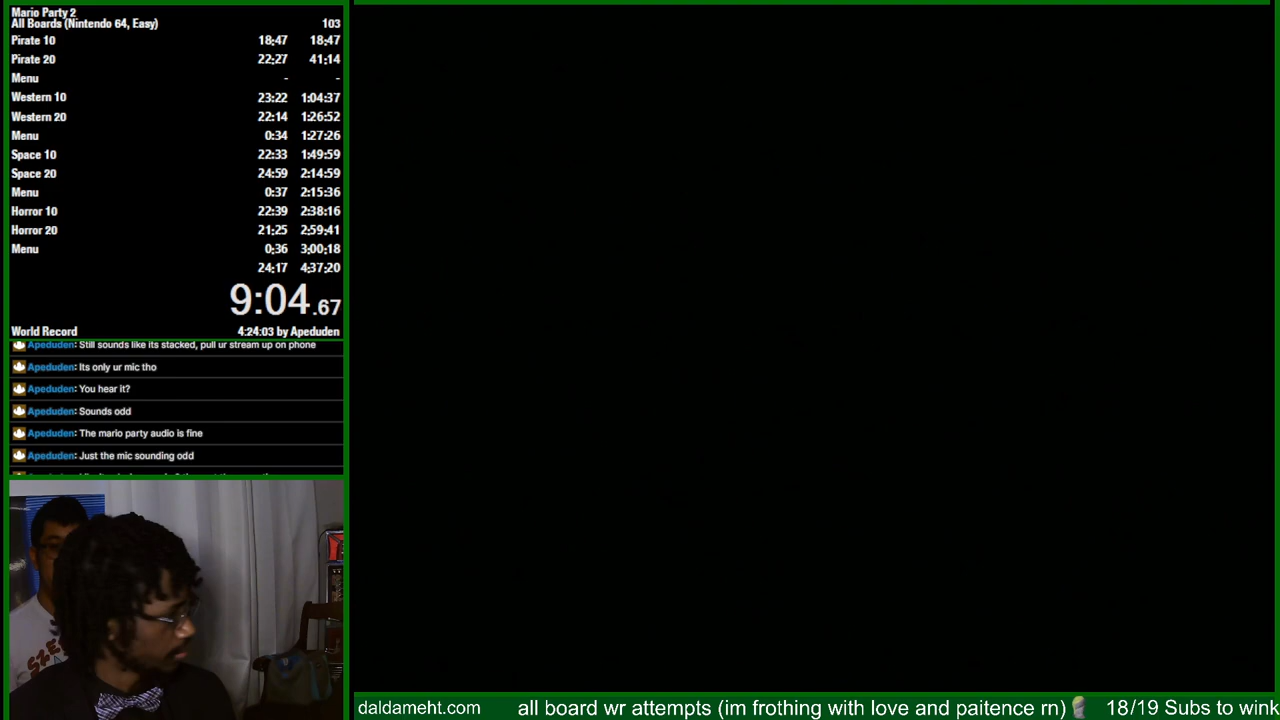 Mario Party 2
All Boards (Nintendo 64, Easy) 103
Pirate 10 18:47 18:47
Pirate 20 22:27 41:14
Menu - -
Western 10 23:22 1:04:37
Western 20 22:14 1:26:52
Menu 0:34 1:27:26
Space 10 22:33 1:49:59
Space 20 24:59 2:14:59
Menu 0:37 2:15:36
Horror 10 22:39 2:38:16
Horror 20 21:25 2:59:41
Menu 0:36 3:00:18
24:17 4:37:20
9:04.67
World Record 4:24:03 by Apeduden
Apeduden: Still sounds like its stacked, pull ur stream up on phone
Apeduden: Its only ur mic tho
Apeduden: You hear it?
Apeduden: Sounds odd
Apeduden: The mario party audio is fine
Apeduden: Just the mic sounding odd
daldameht.com all board wr attempts (im frothing with love and paitence rn) 18/19 Subs to wink